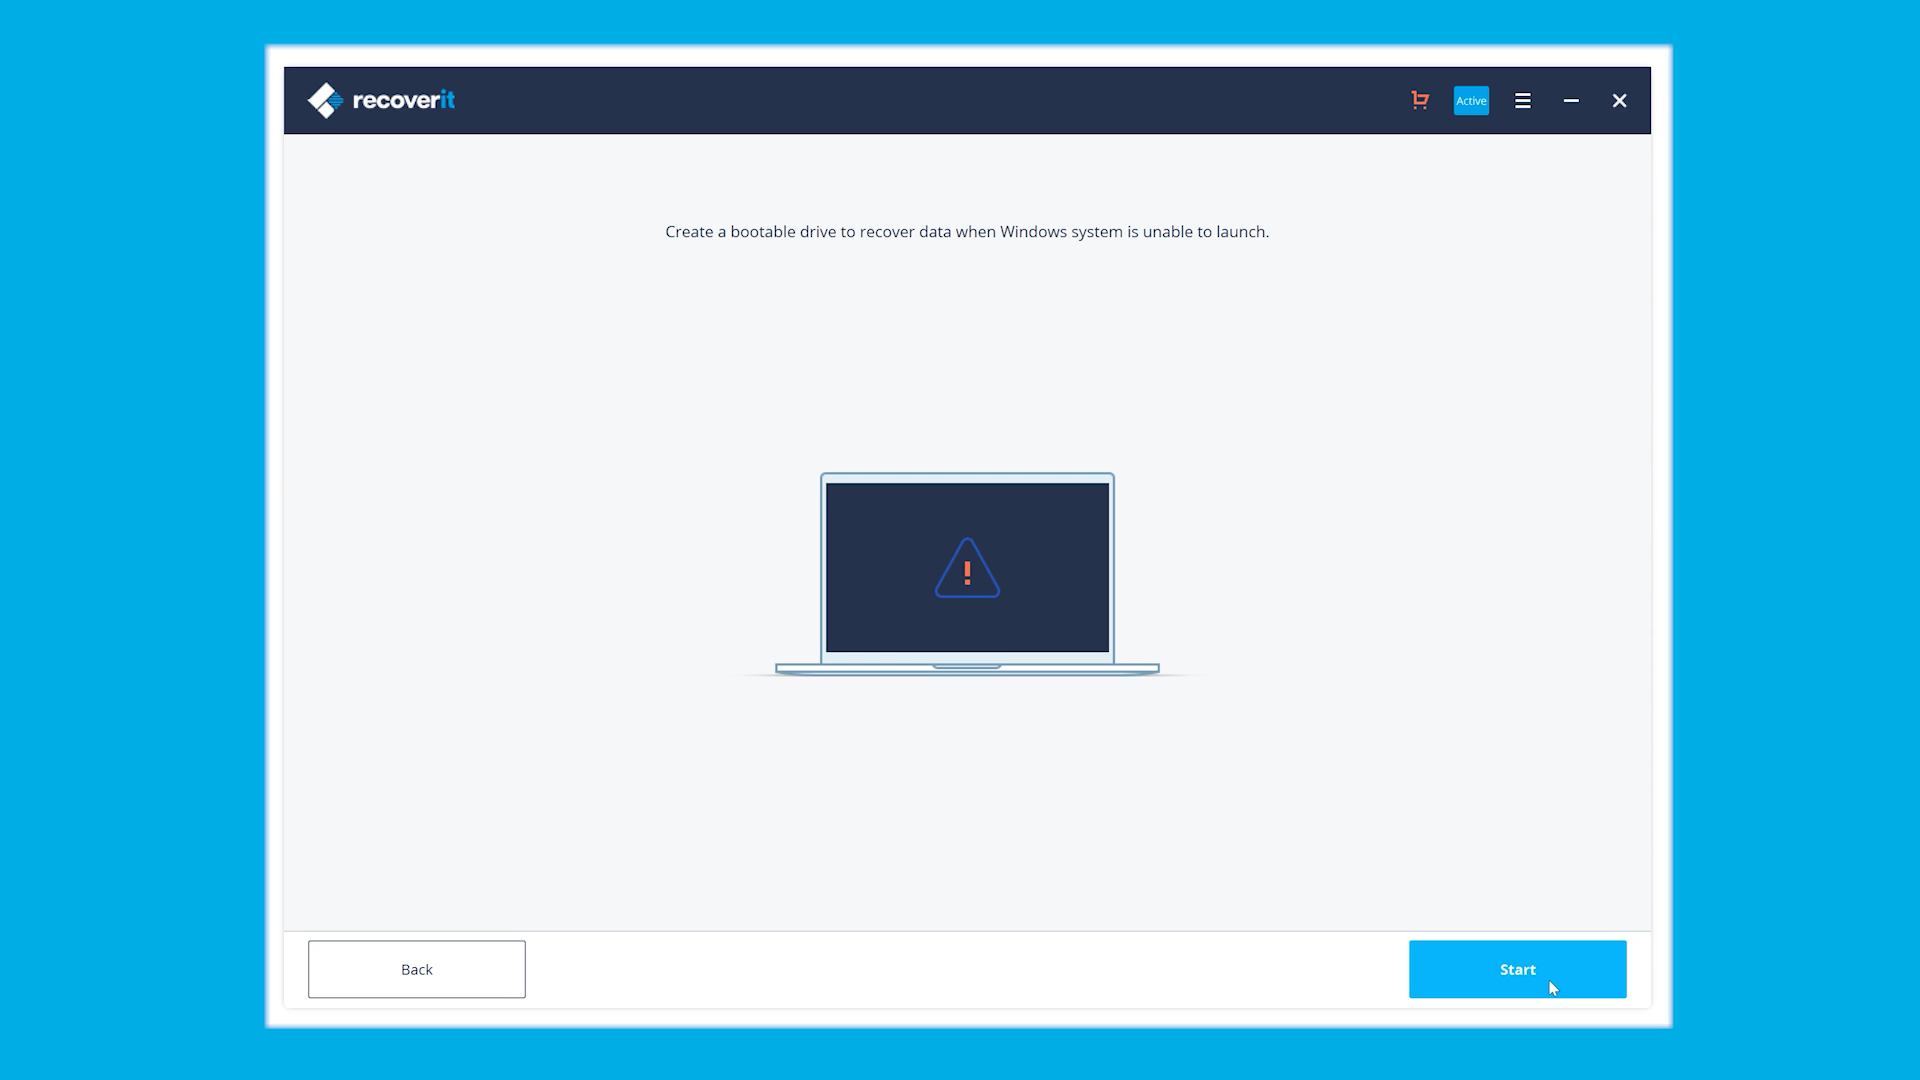 recoverit
Active
Create a bootable drive to recover data when Windows system is unable to launch.
!
Back
Start